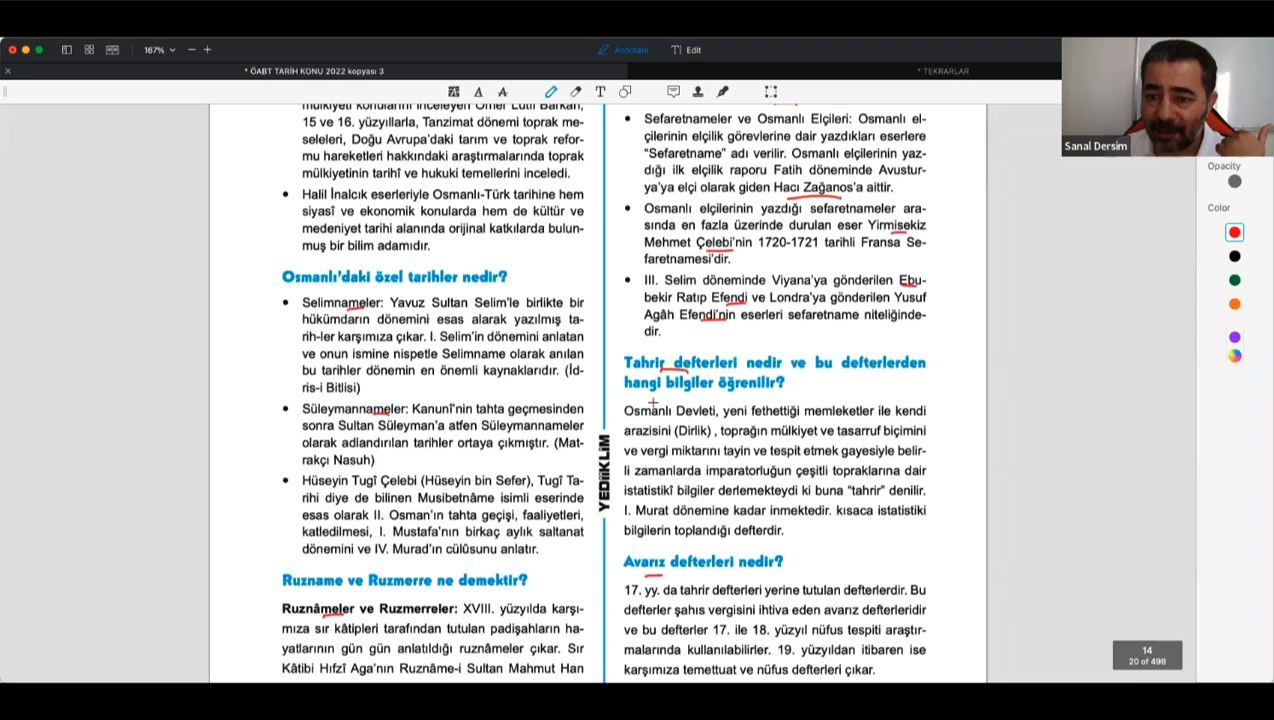 167%
Annotate
T Edit
* ÖABT TARİH KONU 2022 kopyası 3
* TEKRARLAR
Sanal Dersim
Opacity
Color
mülkiyeti konularını inceleyen Ömer Lütfi Barkan,
15 ve 16. yüzyıllarla, Tanzimat dönemi toprak me-
seleleri, Doğu Avrupa'daki tarım ve toprak refor-
mu hareketleri hakkındaki araştırmalarında toprak
mülkiyetinin tarihî ve hukuki temellerini inceledi.
• Halil İnalcık eserleriyle Osmanlı-Türk tarihine hem
siyasî ve ekonomik konularda hem de kültür ve
medeniyet tarihi alanında orijinal katkılarda bulun-
muş bir bilim adamıdır.
Osmanlı'daki özel tarihler nedir?
• Selimnameler: Yavuz Sultan Selim'le birlikte bir
hükümdarın dönemini esas alarak yazılmış ta-
rih-ler karşımıza çıkar. I. Selim'in dönemini anlatan
ve onun ismine nispetle Selimname olarak anılan
bu tarihler dönemin en önemli kaynaklarıdır. (İd-
ris-i Bitlisi)
• Süleymannameler: Kanunî'nin tahta geçmesinden
sonra Sultan Süleyman'a atfen Süleymannameler
olarak adlandırılan tarihler ortaya çıkmıştır. (Mat-
rakçı Nasuh)
• Hüseyin Tugî Çelebi (Hüseyin bin Sefer), Tugî Ta-
rihi diye de bilinen Musibetnâme isimli eserinde
esas olarak II. Osman'ın tahta geçişi, faaliyetleri,
katledilmesi, I. Mustafa'nın birkaç aylık saltanat
dönemini ve IV. Murad'ın cülûsunu anlatır.
Ruzname ve Ruzmerre ne demektir?
Ruznâmeler ve Ruzmerreler: XVIII. yüzyılda karşı-
mıza sır kâtipleri tarafından tutulan padişahların ha-
yatlarının gün gün anlatıldığı ruznâmeler çıkar. Sır
Kâtibi Hıfzî Aga'nın Ruznâme-i Sultan Mahmut Han
YEDİİKLİM
• Sefaretnameler ve Osmanlı Elçileri: Osmanlı el-
çilerinin elçilik görevlerine dair yazdıkları eserlere
“Sefaretname” adı verilir. Osmanlı elçilerinin yaz-
dığı ilk elçilik raporu Fatih döneminde Avustur-
ya'ya elçi olarak giden Hacı Zağanos'a aittir.
• Osmanlı elçilerinin yazdığı sefaretnameler ara-
sında en fazla üzerinde durulan eser Yirmisekiz
Mehmet Çelebi'nin 1720-1721 tarihli Fransa Se-
faretnamesi'dir.
• III. Selim döneminde Viyana'ya gönderilen Ebu-
bekir Ratıp Efendi ve Londra'ya gönderilen Yusuf
Agâh Efendi'nin eserleri sefaretname niteliğinde-
dir.
Tahrir defterleri nedir ve bu defterlerden
hangi bilgiler öğrenilir?
Osmanlı Devleti, yeni fethettiği memleketler ile kendi
arazisini (Dirlik) , toprağın mülkiyet ve tasarruf biçimini
ve vergi miktarını tayin ve tespit etmek gayesiyle belir-
li zamanlarda imparatorluğun çeşitli topraklarına dair
istatistikî bilgiler derlemekteydi ki buna “tahrir” denilir.
I. Murat dönemine kadar inmektedir. kısaca istatistiki
bilgilerin toplandığı defterdir.
Avarız defterleri nedir?
17. yy. da tahrir defterleri yerine tutulan defterlerdir. Bu
defterler şahıs vergisini ihtiva eden avarız defterleridir
ve bu defterler 17. ile 18. yüzyıl nüfus tespiti araştır-
malarında kullanılabilirler. 19. yüzyıldan itibaren ise
karşımıza temettuat ve nüfus defterleri çıkar.
14
20 of 498